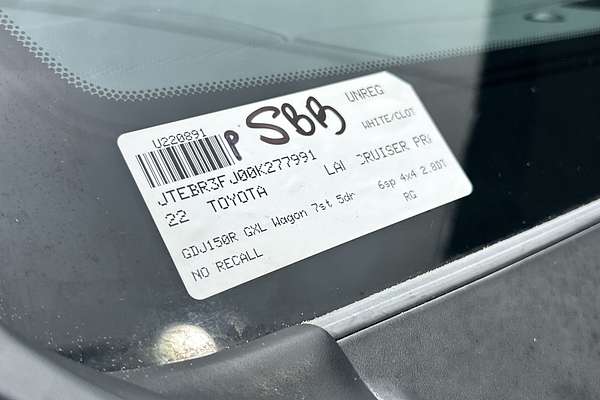 U220891 P SBB UNREG
JTEBR3FJ00K277991 WHITE/CLOT
22 TOYOTA LAN CRUISER PRA
GDJ150R GXL Wagon 7st 5dr 6sp 4x4 2.8DT
NO RECALL RG